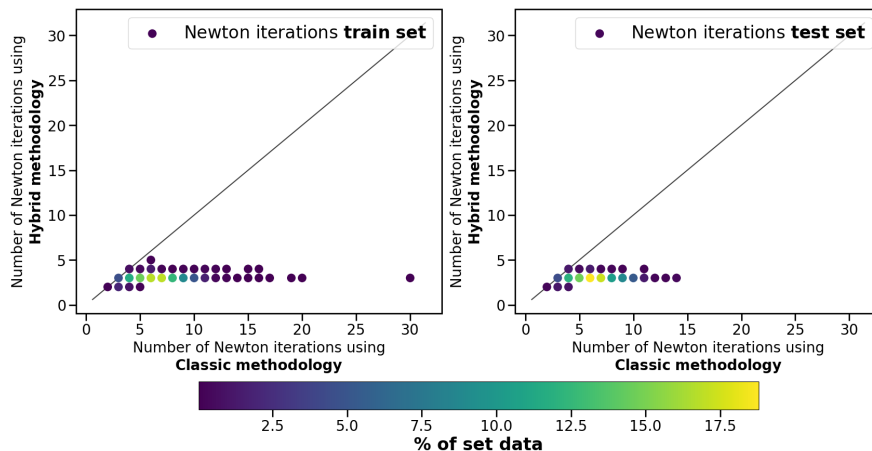 Newton iterations train set
Number of Newton iterations using
Hybrid methodology
30
25
20
15
10
5
0
0 5 10 15 20 25 30
Number of Newton iterations using
Classic methodology
Newton iterations test set
Number of Newton iterations using
Hybrid methodology
30
25
20
15
10
5
0
0 5 10 15 20 25 30
Number of Newton iterations using
Classic methodology
2.5 5.0 7.5 10.0 12.5 15.0 17.5
% of set data